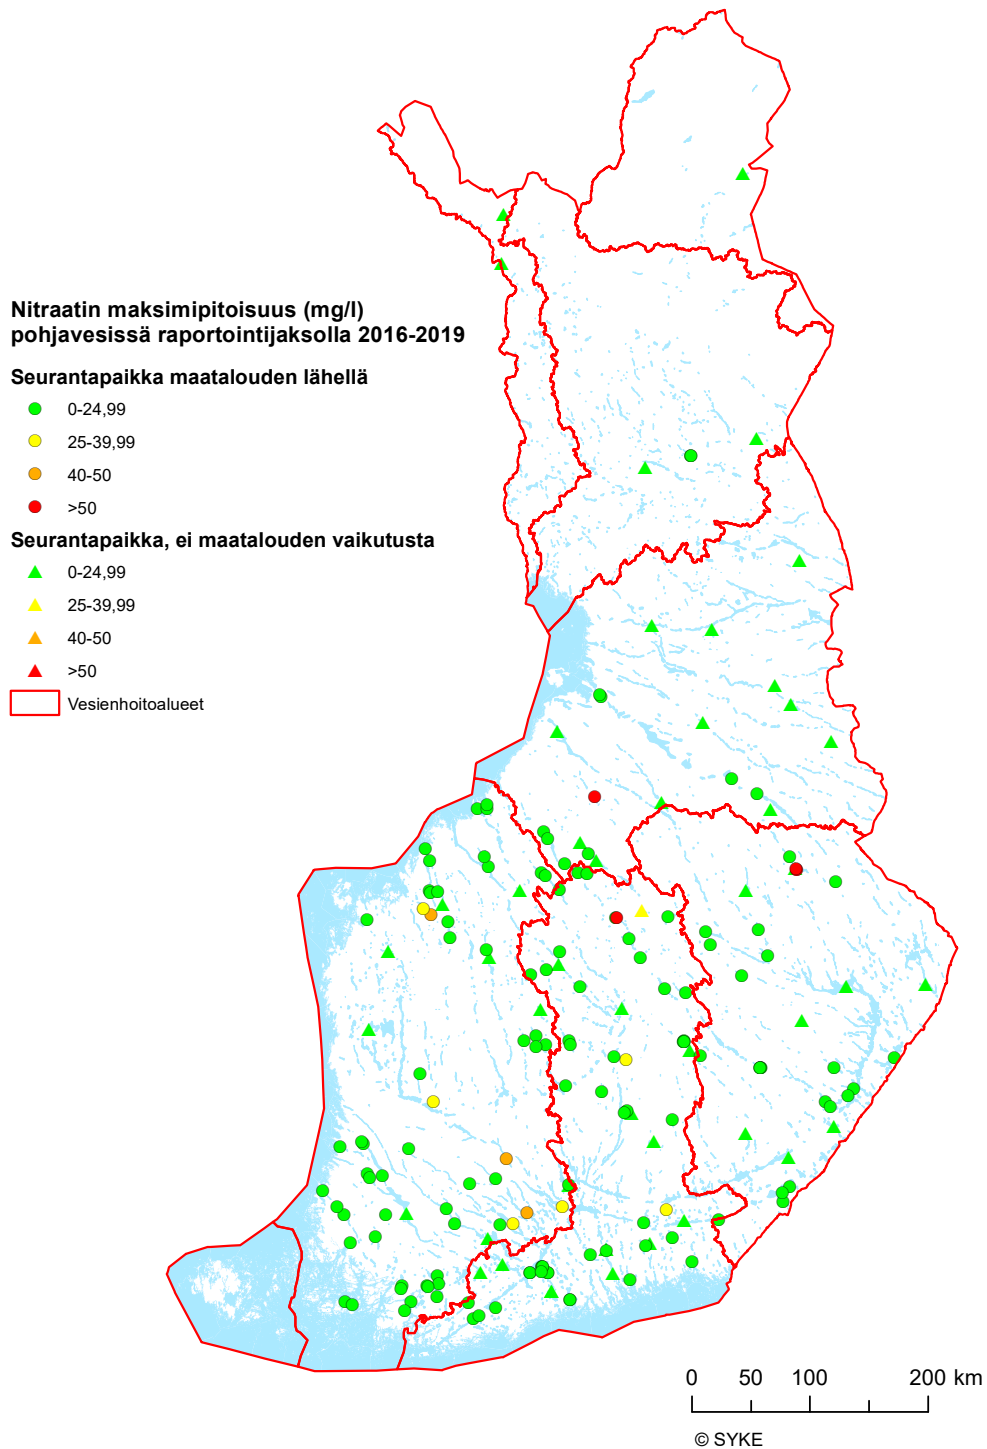 Nitraatin maksimipitoisuus (mg/l)
pohjavesissä raportointijaksolla 2016-2019
Seurantapaikka maatalouden lähellä
0-24,99
25-39,99
40-50
>50
Seurantapaikka, ei maatalouden vaikutusta
0-24,99
25-39,99
40-50
>50
Vesienhoitoalueet
0 50 100 200 km
© SYKE